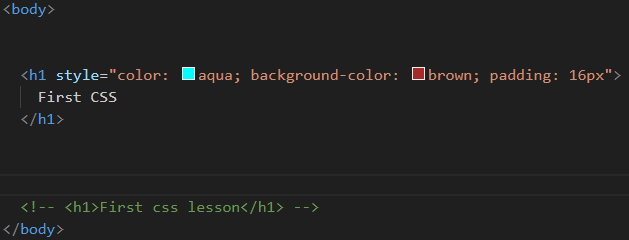 <body>
<h1 style="color: aqua; background-color: brown; padding: 16px">
First CSS
</h1>
<!-- <h1>First css lesson</h1> -->
</body>